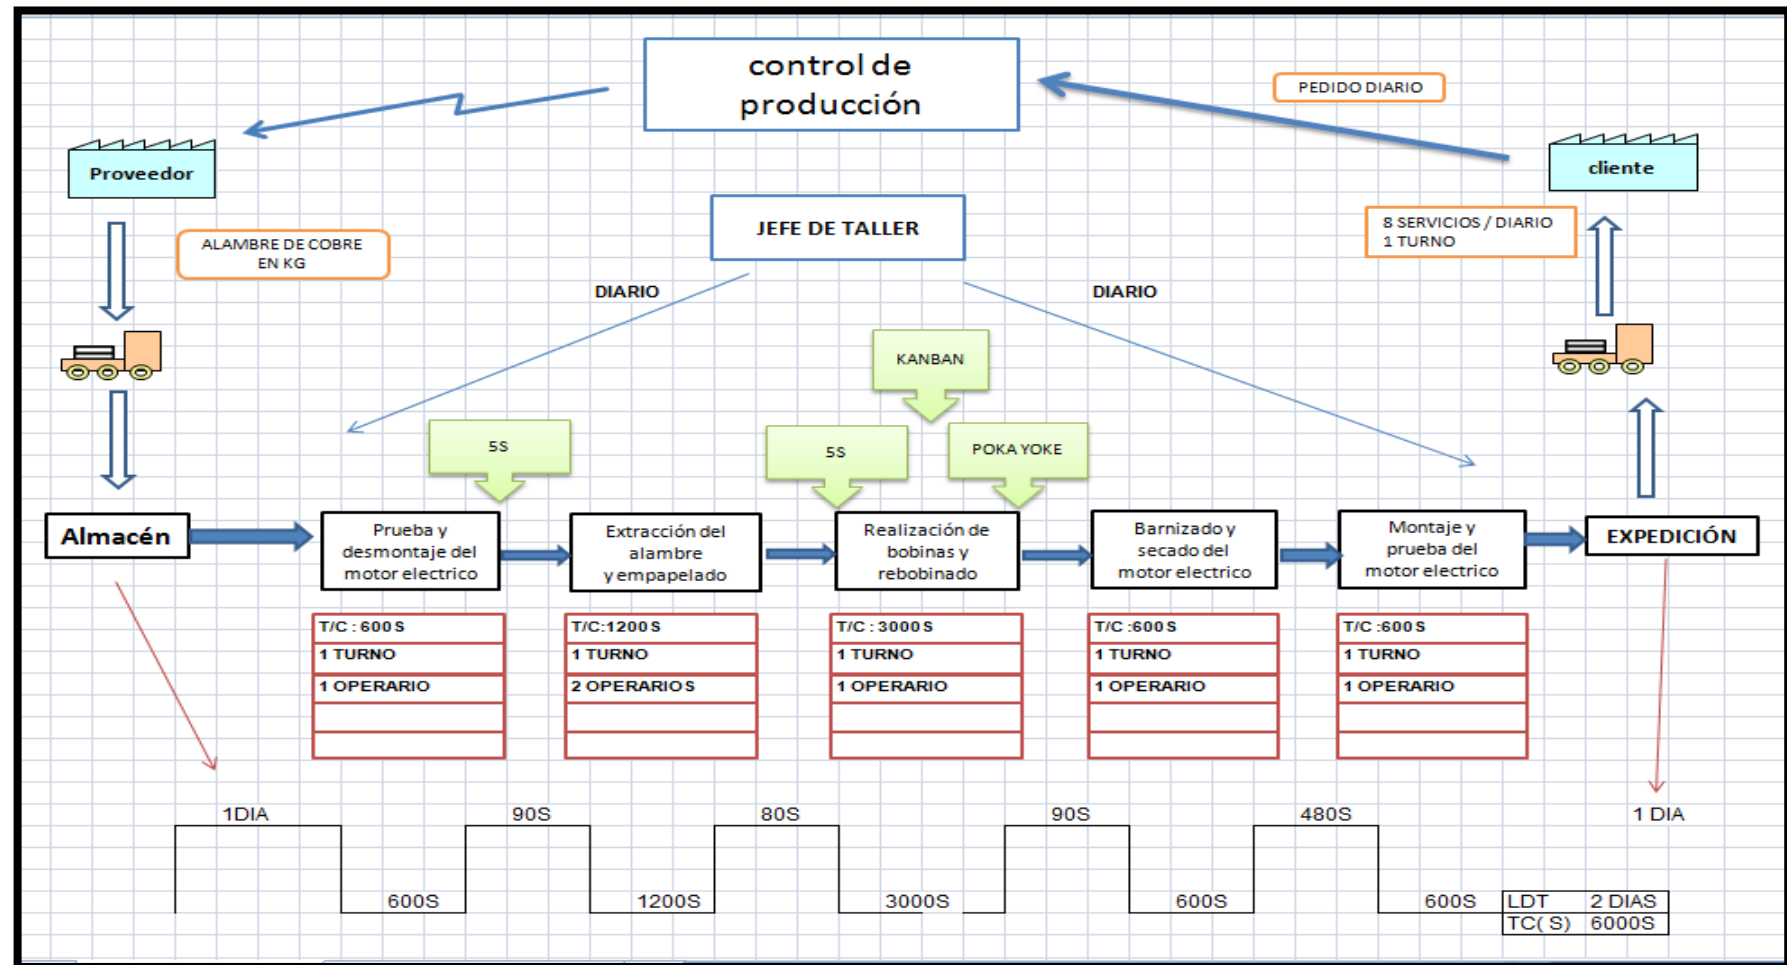 control de
producción
PEDIDO DIARIO
Proveedor
cliente
ALAMBRE DE COBRE
EN KG
JEFE DE TALLER
8 SERVICIOS / DIARIO
1 TURNO
DIARIO
DIARIO
KANBAN
5S
5S
POKA YOKE
Almacén
Prueba y
desmontaje del
motor electrico
Extracción del
alambre
y empapelado
Realización de
bobinas y
rebobinado
Barnizado y
secado del
motor electrico
Montaje y
prueba del
motor electrico
EXPEDICIÓN
T/C : 600 S
1 TURNO
1 OPERARIO
T/C:1200 S
1 TURNO
2 OPERARIOS
T/C : 3000 S
1 TURNO
1 OPERARIO
T/C :600 S
1 TURNO
1 OPERARIO
T/C :600 S
1 TURNO
1 OPERARIO
1DIA
90S
80S
90S
480S
1 DIA
600S
1200S
3000S
600S
600S
LDT 2 DIAS
TC( S) 6000S